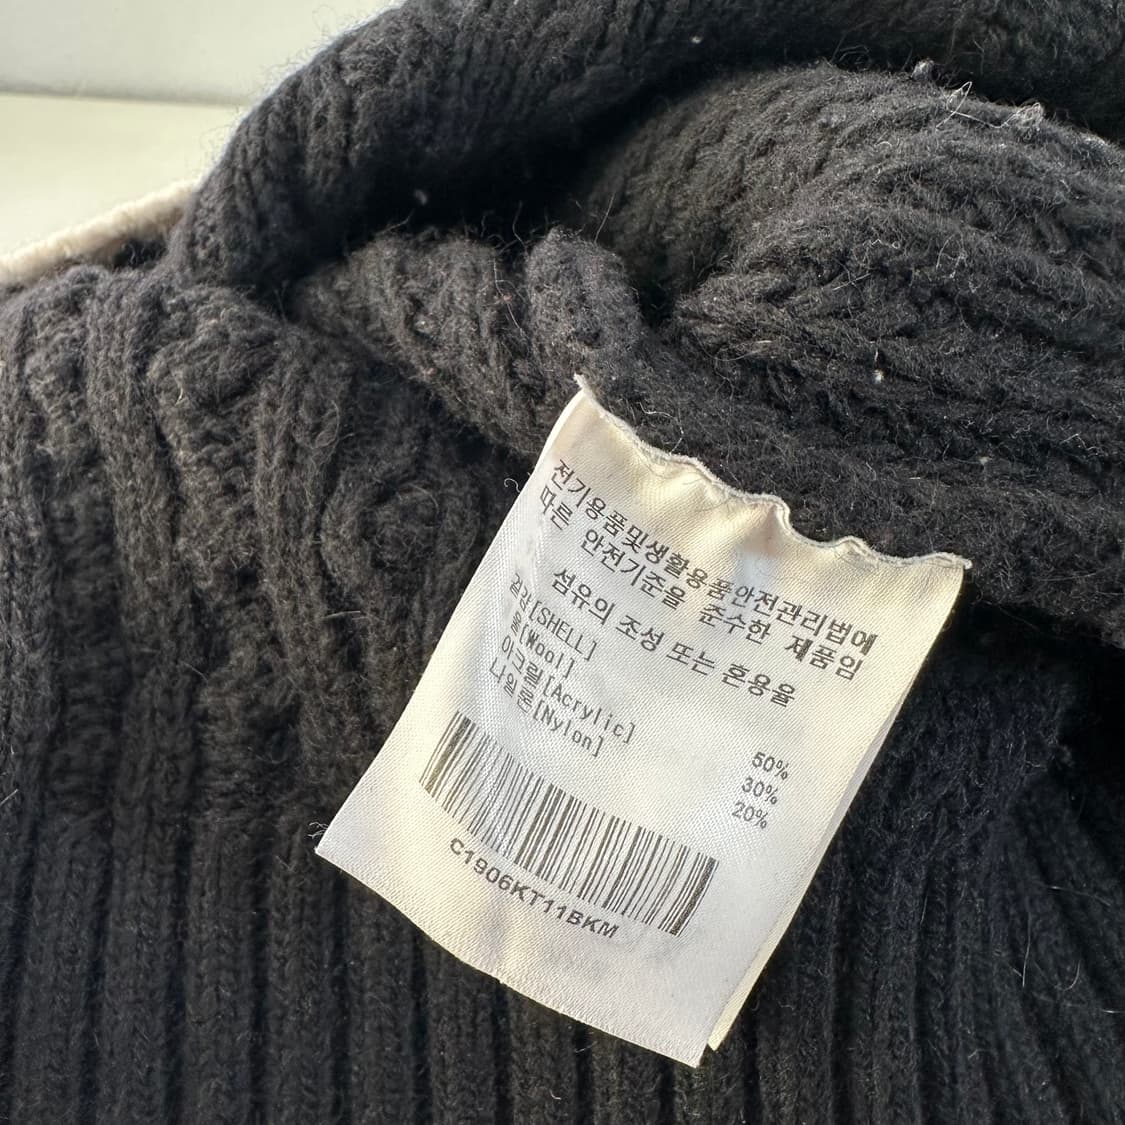 전기용품및생활용품안전관리법에
따른 안전기준을 준수한 제품임
섬유의 조성 또는 혼용율
겉감[SHELL]
울[Wool] 50%
아크릴[Acrylic] 30%
나일론[Nylon] 20%
C1906KT11BKM